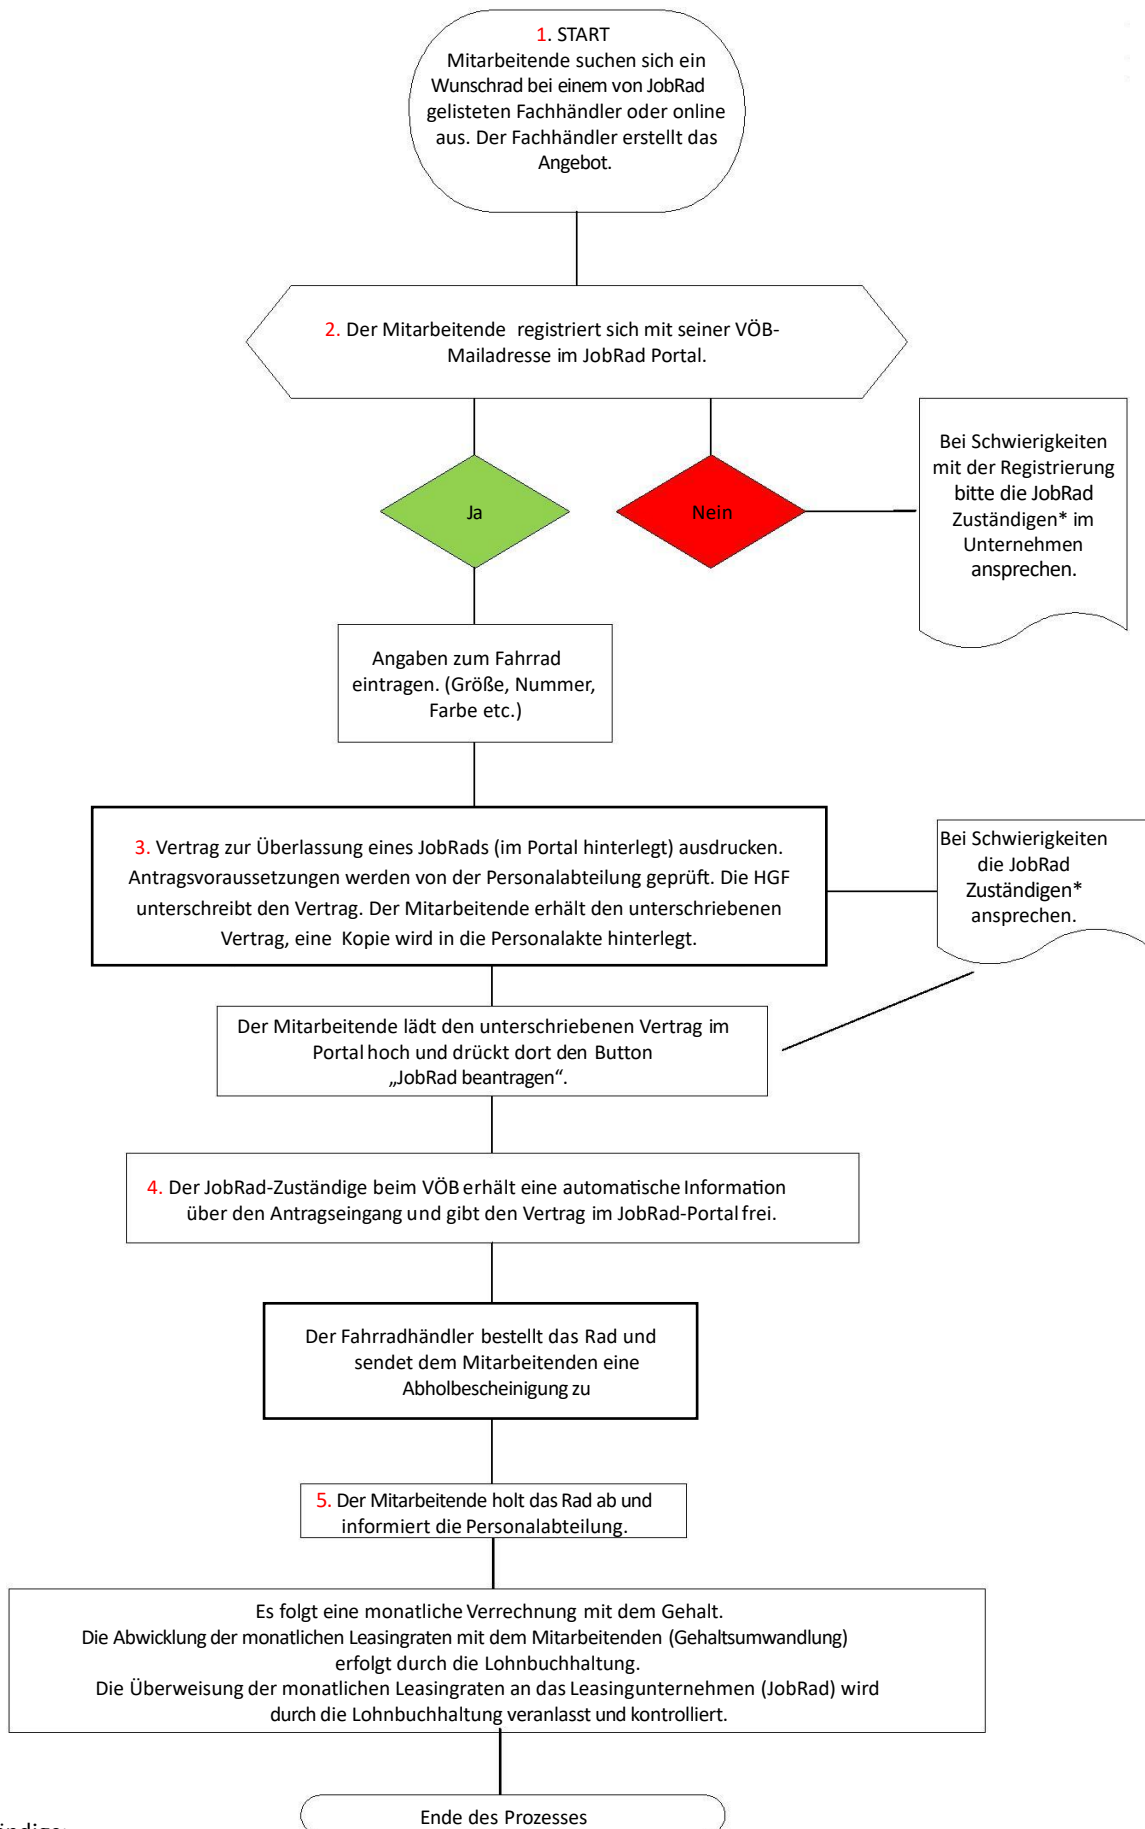 1. START
Mitarbeitende suchen sich ein
Wunschrad bei einem von JobRad
gelisteten Fachhändler oder online
aus. Der Fachhändler erstellt das
Angebot.
2. Der Mitarbeitende registriert sich mit seiner VÖB-
Mailadresse im JobRad Portal.
Ja
Nein
Bei Schwierigkeiten
mit der Registrierung
bitte die JobRad
Zuständigen* im
Unternehmen
ansprechen.
Angaben zum Fahrrad
eintragen. (Größe, Nummer,
Farbe etc.)
3. Vertrag zur Überlassung eines JobRads (im Portal hinterlegt) ausdrucken.
Antragsvoraussetzungen werden von der Personalabteilung geprüft. Die HGF
unterschreibt den Vertrag. Der Mitarbeitende erhält den unterschriebenen
Vertrag, eine Kopie wird in die Personalakte hinterlegt.
Bei Schwierigkeiten
die JobRad
Zuständigen*
ansprechen.
Der Mitarbeitende lädt den unterschriebenen Vertrag im
Portal hoch und drückt dort den Button
„JobRad beantragen“.
4. Der JobRad-Zuständige beim VÖB erhält eine automatische Information
über den Antragseingang und gibt den Vertrag im JobRad-Portal frei.
Der Fahrradhändler bestellt das Rad und
sendet dem Mitarbeitenden eine
Abholbescheinigung zu
5. Der Mitarbeitende holt das Rad ab und
informiert die Personalabteilung.
Es folgt eine monatliche Verrechnung mit dem Gehalt.
Die Abwicklung der monatlichen Leasingraten mit dem Mitarbeitenden (Gehaltsumwandlung)
erfolgt durch die Lohnbuchhaltung.
Die Überweisung der monatlichen Leasingraten an das Leasingunternehmen (JobRad) wird
durch die Lohnbuchhaltung veranlasst und kontrolliert.
Ende des Prozesses